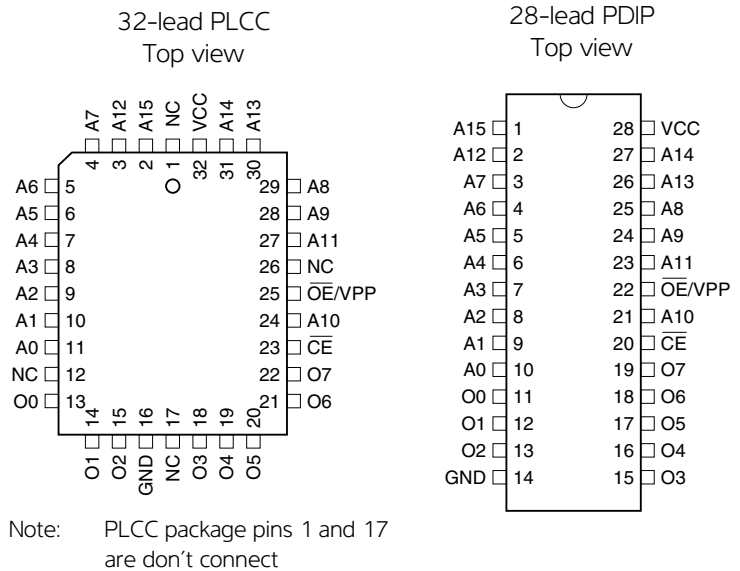 32-lead PLCC
Top view
A7 A12 A15 NC VCC A14 A13
4 3 2 1 32 31 30
A6 5 29 A8
A5 6 28 A9
A4 7 27 A11
A3 8 26 NC
A2 9 25 OE/VPP
A1 10 24 A10
A0 11 23 CE
NC 12 22 O7
O0 13 21 O6
14 15 16 17 18 19 20
O1 O2 GND NC O3 O4 O5
Note: PLCC package pins 1 and 17
are don't connect
28-lead PDIP
Top view
A15 1 28 VCC
A12 2 27 A14
A7 3 26 A13
A6 4 25 A8
A5 5 24 A9
A4 6 23 A11
A3 7 22 OE/VPP
A2 8 21 A10
A1 9 20 CE
A0 10 19 O7
O0 11 18 O6
O1 12 17 O5
O2 13 16 O4
GND 14 15 O3